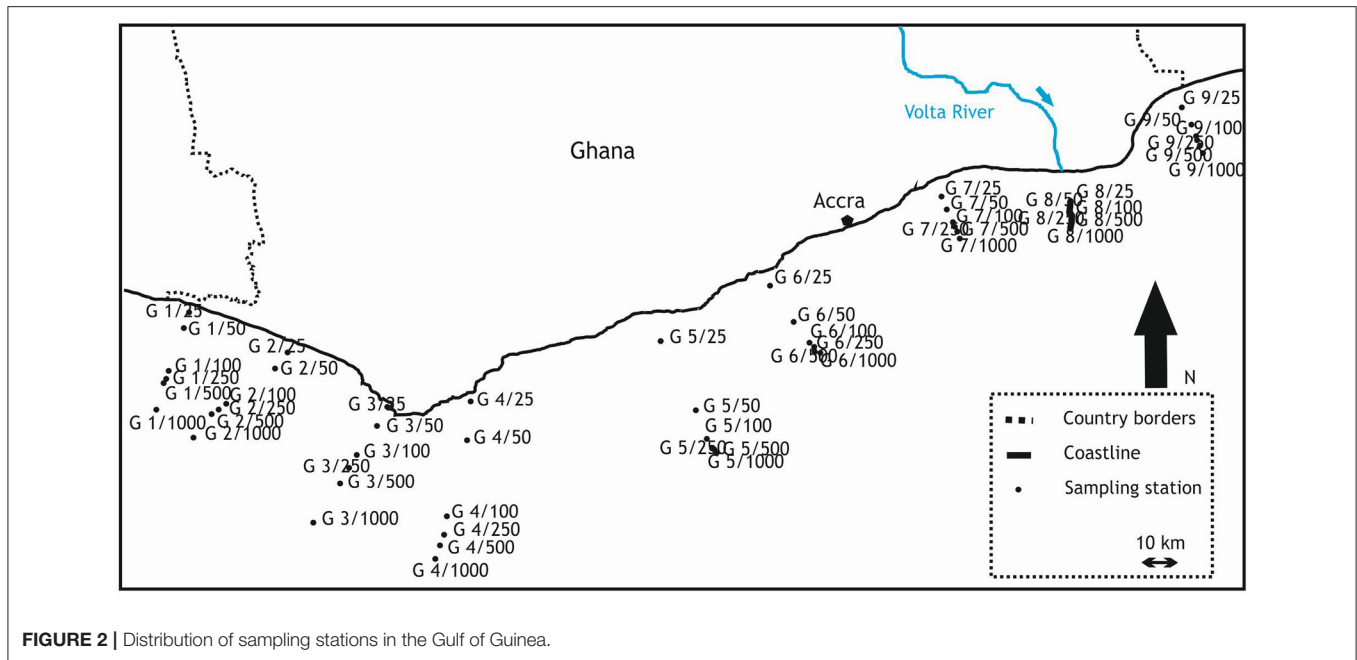 Ghana
Volta River
Accra
G 1/25
G 1/50
G 1/100
G 1/250
G 1/500
G 1/1000
G 2/25
G 2/50
G 2/100
G 2/250
G 2/500
G 2/1000
G 3/25
G 3/50
G 3/100
G 3/250
G 3/500
G 3/1000
G 4/25
G 4/50
G 4/100
G 4/250
G 4/500
G 4/1000
G 5/25
G 5/50
G 5/100
G 5/250
G 5/500
G 5/1000
G 6/25
G 6/50
G 6/100
G 6/250
G 6/500
G 6/1000
G 7/25
G 7/50
G 7/100
G 7/250
G 7/500
G 7/1000
G 8/25
G 8/50
G 8/100
G 8/250
G 8/500
G 8/1000
G 9/25
G 9/50
G 9/100
G 9/250
G 9/500
G 9/1000
N
Country borders
Coastline
Sampling station
10 km
FIGURE 2 | Distribution of sampling stations in the Gulf of Guinea.